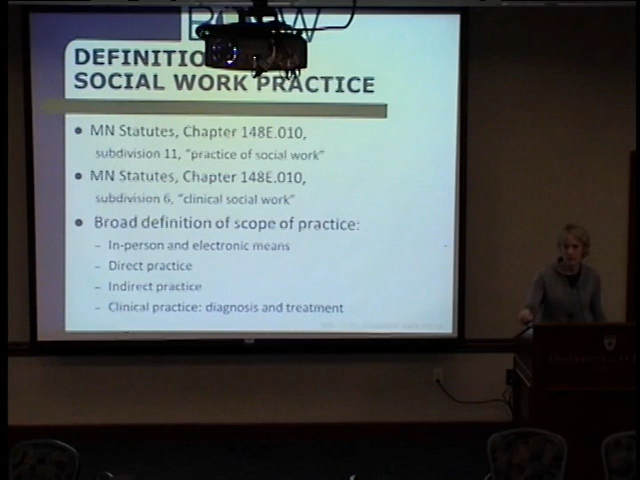 DEFINITIO
SOCIAL WORK PRACTICE
• MN Statutes, Chapter 148E.010,
subdivision 11, "practice of social work"
• MN Statutes, Chapter 148E.010,
subdivision 6, "clinical social work"
• Broad definition of scope of practice:
– In-person and electronic means
– Direct practice
– Indirect practice
– Clinical practice: diagnosis and treatment